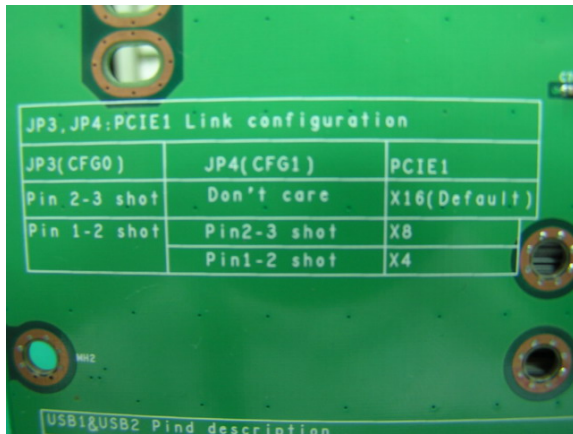 JP3,JP4:PCIE1 Link configuration
JP3(CFG0) JP4(CFG1) PCIE1
Pin 2-3 shot Don't care X16(Default)
Pin 1-2 shot Pin2-3 shot X8
Pin1-2 shot X4
MH2
USB1&USB2 Pind description